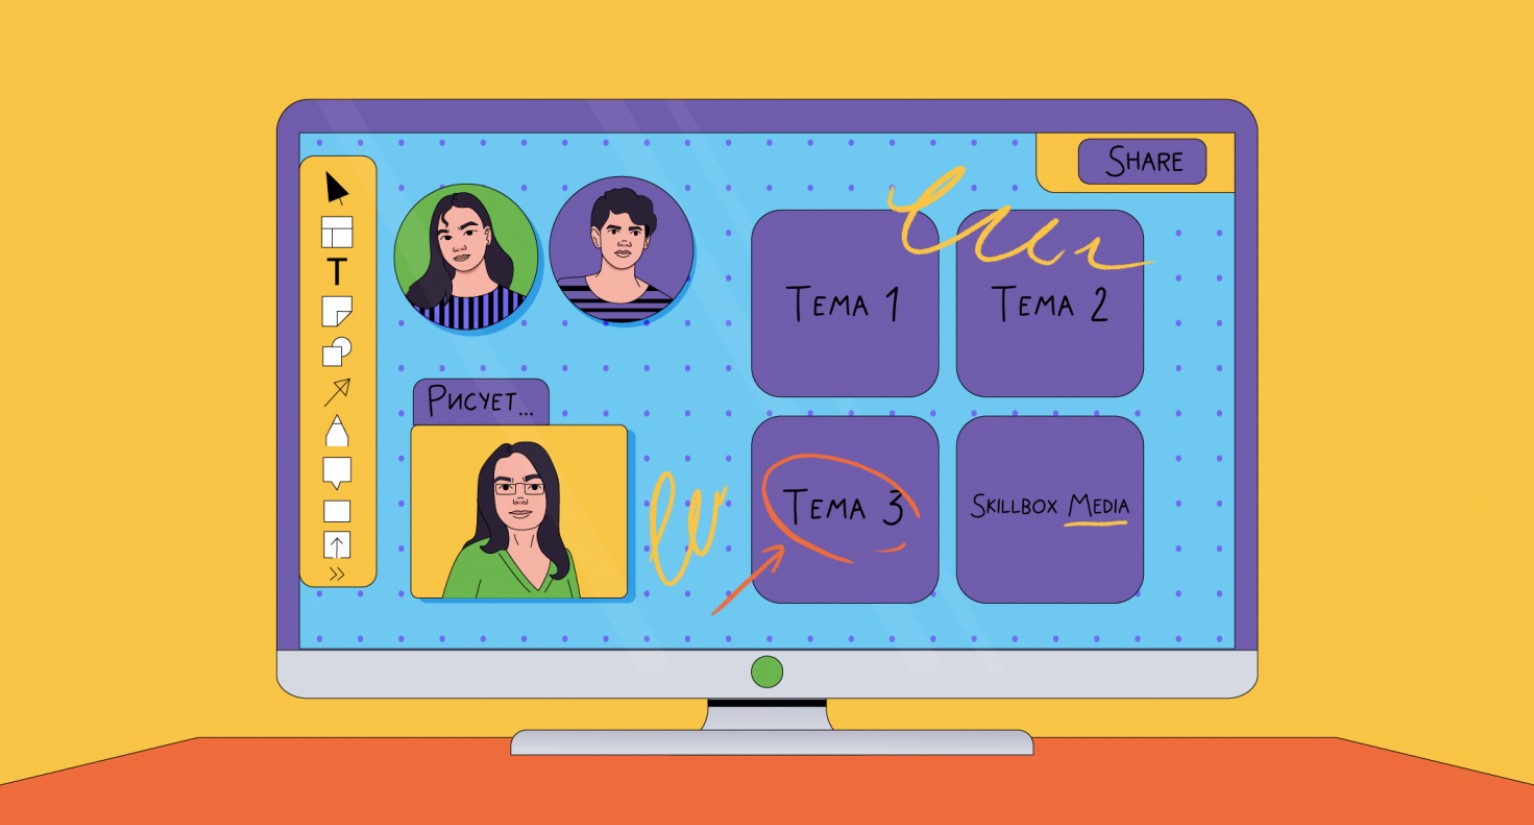 Share
Тема 1
Тема 2
Рисует...
Тема 3
Skillbox Media
T